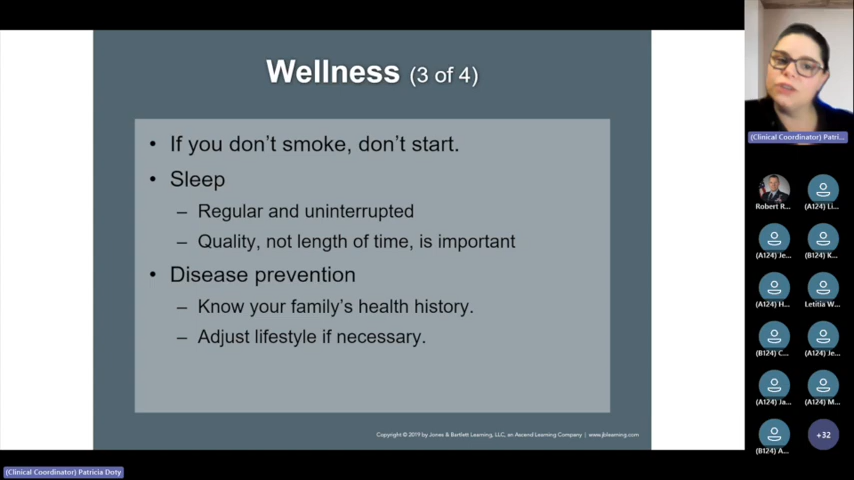 Wellness (3 of 4)
• If you don't smoke, don't start.
• Sleep
– Regular and uninterrupted
– Quality, not length of time, is important
• Disease prevention
– Know your family's health history.
– Adjust lifestyle if necessary.
Copyright © 2019 by Jones & Bartlett Learning, LLC, an Ascend Learning Company | www.jblearning.com
(Clinical Coordinator) Patri...
Robert R...
(A124) Li...
(A124) Je...
(B124) K...
(A124) H...
Letitia W...
(B124) C...
(A124) Je...
(A124) Ja...
(A124) M...
(B124) A...
+32
(Clinical Coordinator) Patricia Doty